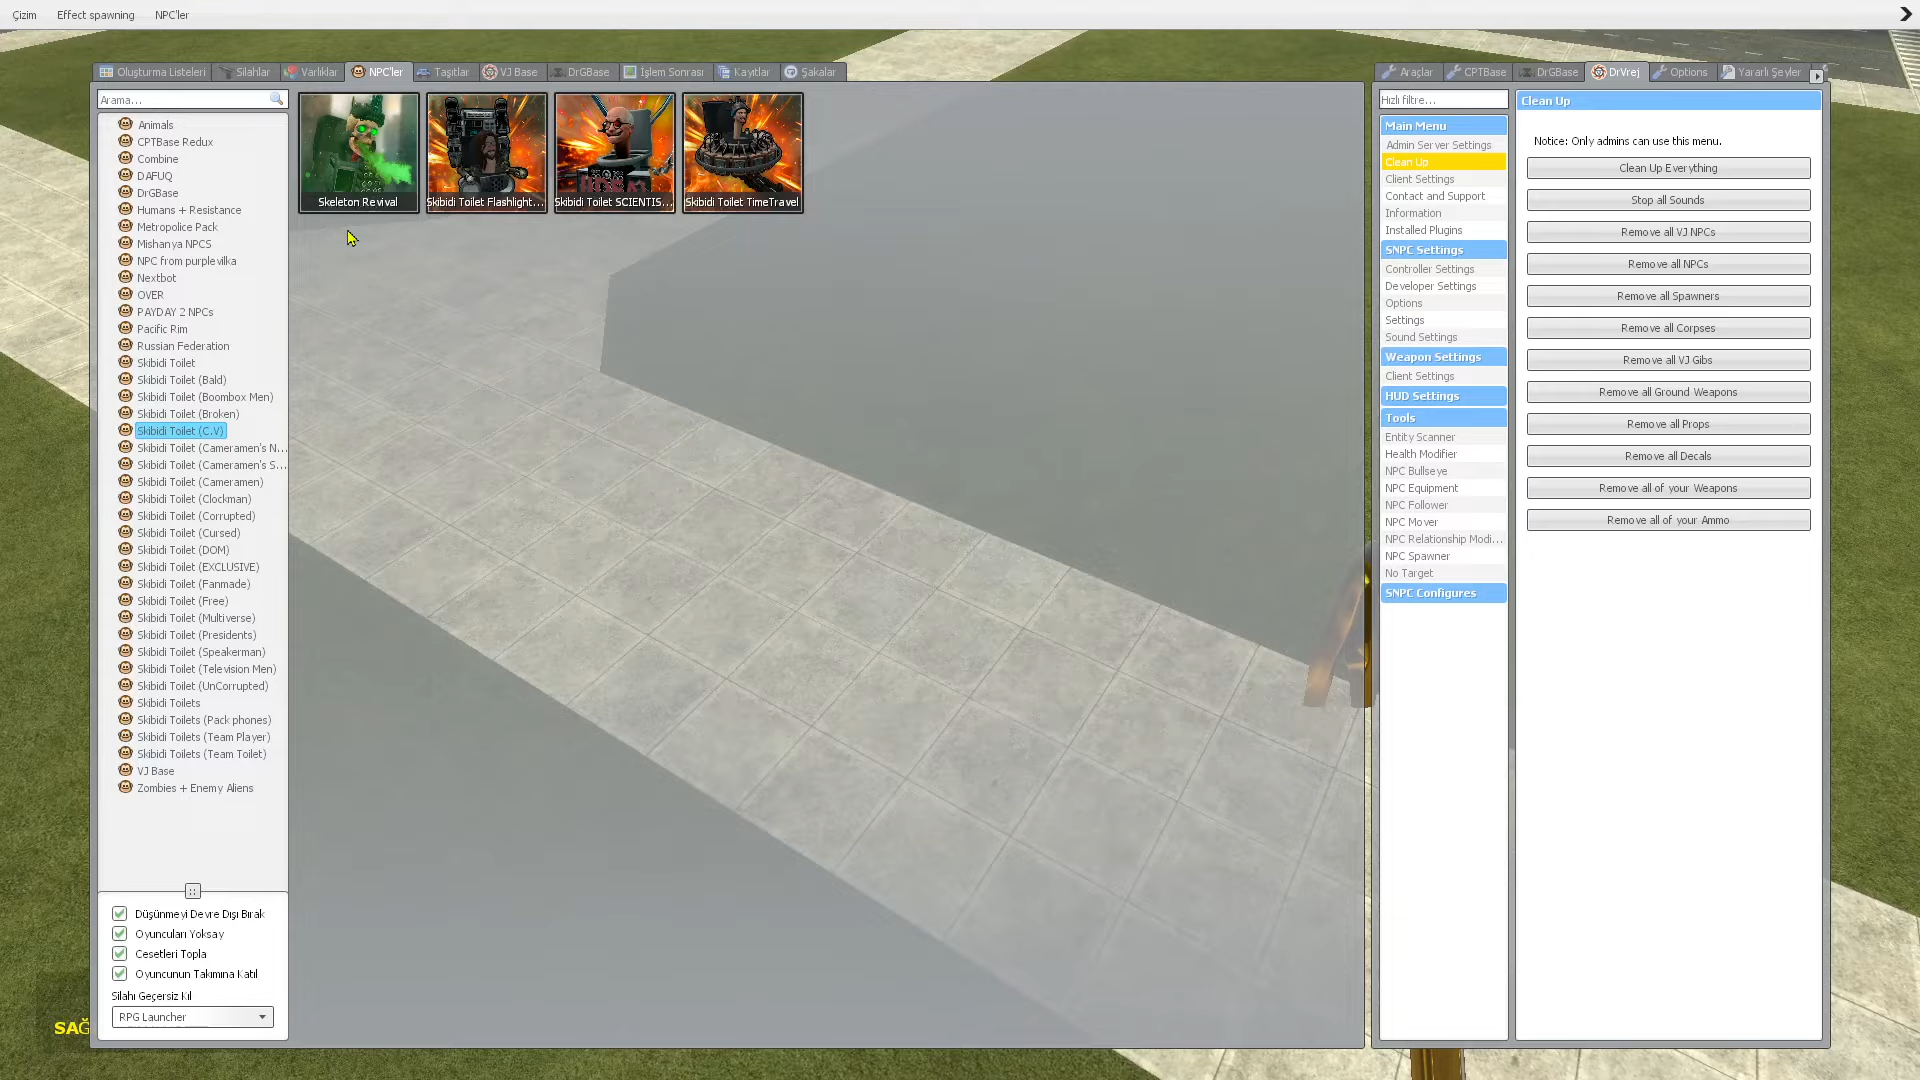 Çizim Effect spawning NPC'ler
Oluşturma Listeleri Silahlar Varlıklar NPC'ler Taşıtlar VJ Base DrGBase İşlem Sonrası Kayıtlar Şakalar
Arama...
Animals
CPTBase Redux
Combine
DAFUQ
DrGBase
Humans + Resistance
Metropolice Pack
Mishanya NPCS
NPC from purplevilka
Nextbot
OVER
PAYDAY 2 NPCs
Pacific Rim
Russian Federation
Skibidi Toilet
Skibidi Toilet (Bald)
Skibidi Toilet (Boombox Men)
Skibidi Toilet (Broken)
Skibidi Toilet (C.V)
Skibidi Toilet (Cameramen's N...
Skibidi Toilet (Cameramen's S...
Skibidi Toilet (Cameramen)
Skibidi Toilet (Clockman)
Skibidi Toilet (Corrupted)
Skibidi Toilet (Cursed)
Skibidi Toilet (DOM)
Skibidi Toilet (EXCLUSIVE)
Skibidi Toilet (Fanmade)
Skibidi Toilet (Free)
Skibidi Toilet (Multiverse)
Skibidi Toilet (Presidents)
Skibidi Toilet (Speakerman)
Skibidi Toilet (Television Men)
Skibidi Toilet (UnCorrupted)
Skibidi Toilets
Skibidi Toilets (Pack phones)
Skibidi Toilets (Team Player)
Skibidi Toilets (Team Toilet)
VJ Base
Zombies + Enemy Aliens
Düşünmeyi Devre Dışı Bırak
Oyuncuları Yoksay
Cesetleri Topla
Oyuncunun Takımına Katıl
Silahı Geçersiz Kıl
RPG Launcher
SAĞ
Skeleton Revival
Skibidi Toilet Flashlight...
Skibidi Toilet SCIENTIS...
Skibidi Toilet TimeTravel
Araçlar CPTBase DrGBase DrVrej Options Yararlı Şeyler
Hızlı filtre...
Main Menu
Admin Server Settings
Clean Up
Client Settings
Contact and Support
Information
Installed Plugins
SNPC Settings
Controller Settings
Developer Settings
Options
Settings
Sound Settings
Weapon Settings
Client Settings
HUD Settings
Tools
Entity Scanner
Health Modifier
NPC Bullseye
NPC Equipment
NPC Follower
NPC Mover
NPC Relationship Modi...
NPC Spawner
No Target
SNPC Configures
Clean Up
Notice: Only admins can use this menu.
Clean Up Everything
Stop all Sounds
Remove all VJ NPCs
Remove all NPCs
Remove all Spawners
Remove all Corpses
Remove all VJ Gibs
Remove all Ground Weapons
Remove all Props
Remove all Decals
Remove all of your Weapons
Remove all of your Ammo